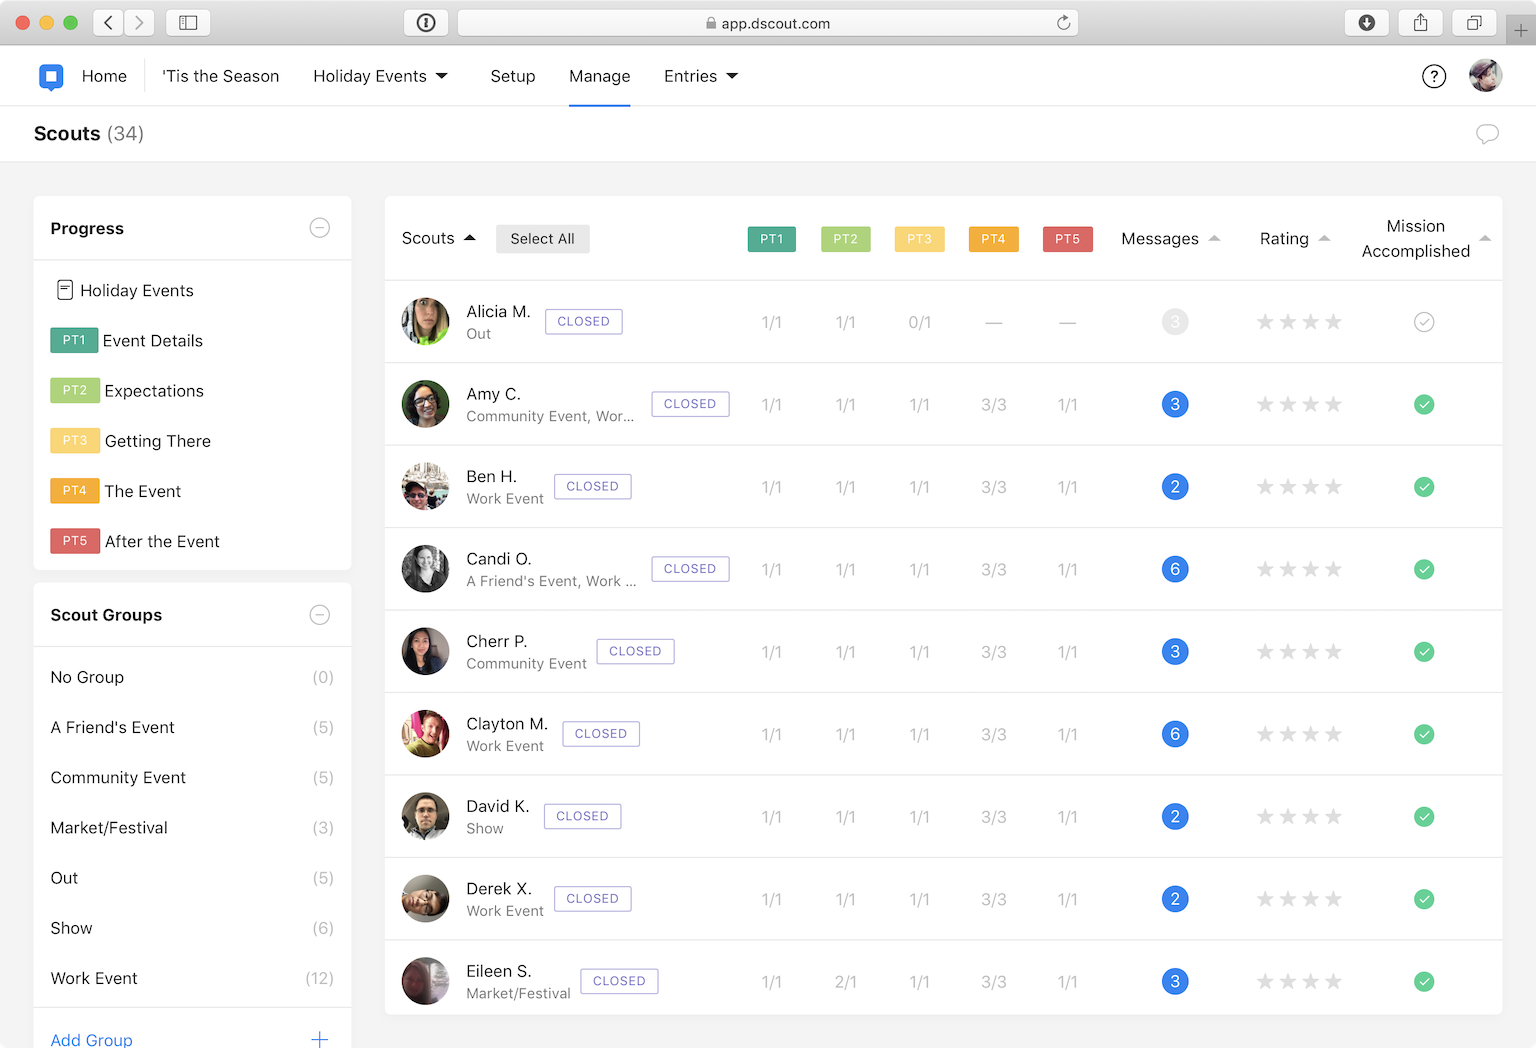 app.dscout.com
Home 'Tis the Season Holiday Events Setup Manage Entries ?
Scouts (34)
Progress
Holiday Events
PT1 Event Details
PT2 Expectations
PT3 Getting There
PT4 The Event
PT5 After the Event
Scout Groups
No Group (0)
A Friend's Event (5)
Community Event (5)
Market/Festival (3)
Out (5)
Show (6)
Work Event (12)
Add Group +
Scouts Select All PT1 PT2 PT3 PT4 PT5 Messages Rating Mission
Accomplished
Alicia M. CLOSED 1/1 1/1 0/1 — — 3
Out
Amy C. CLOSED 1/1 1/1 1/1 3/3 1/1 3
Community Event, Wor...
Ben H. CLOSED 1/1 1/1 1/1 3/3 1/1 2
Work Event
Candi O. CLOSED 1/1 1/1 1/1 3/3 1/1 6
A Friend's Event, Work ...
Cherr P. CLOSED 1/1 1/1 1/1 3/3 1/1 3
Community Event
Clayton M. CLOSED 1/1 1/1 1/1 3/3 1/1 6
Work Event
David K. CLOSED 1/1 1/1 1/1 3/3 1/1 2
Show
Derek X. CLOSED 1/1 1/1 1/1 3/3 1/1 2
Work Event
Eileen S. CLOSED 1/1 2/1 1/1 3/3 1/1 3
Market/Festival